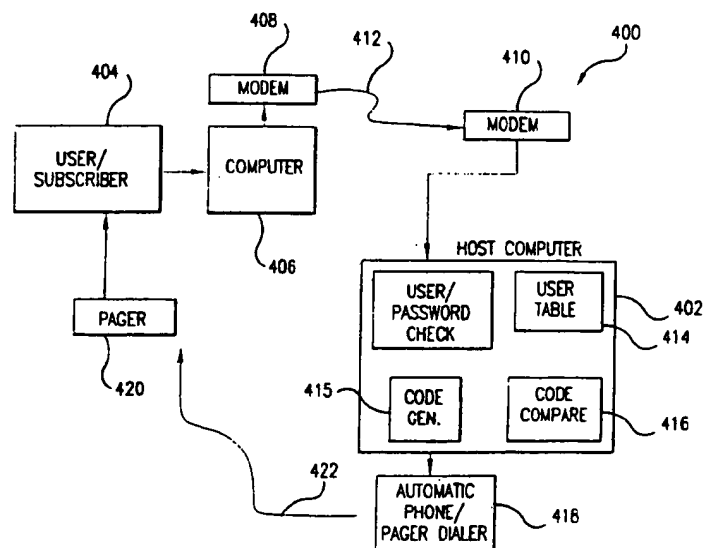 408
412
410
400
404
MODEM
MODEM
USER/
SUBSCRIBER
COMPUTER
406
HOST COMPUTER
USER/
PASSWORD
CHECK
USER
TABLE
402
414
PAGER
420
415
CODE
GEN.
CODE
COMPARE
416
422
AUTOMATIC
PHONE/
PAGER DIALER
418